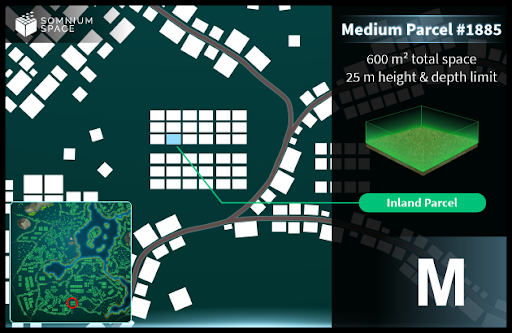 SOMNIUM
SPACE
Medium Parcel #1885
600 m² total space
25 m height & depth limit
Inland Parcel
M